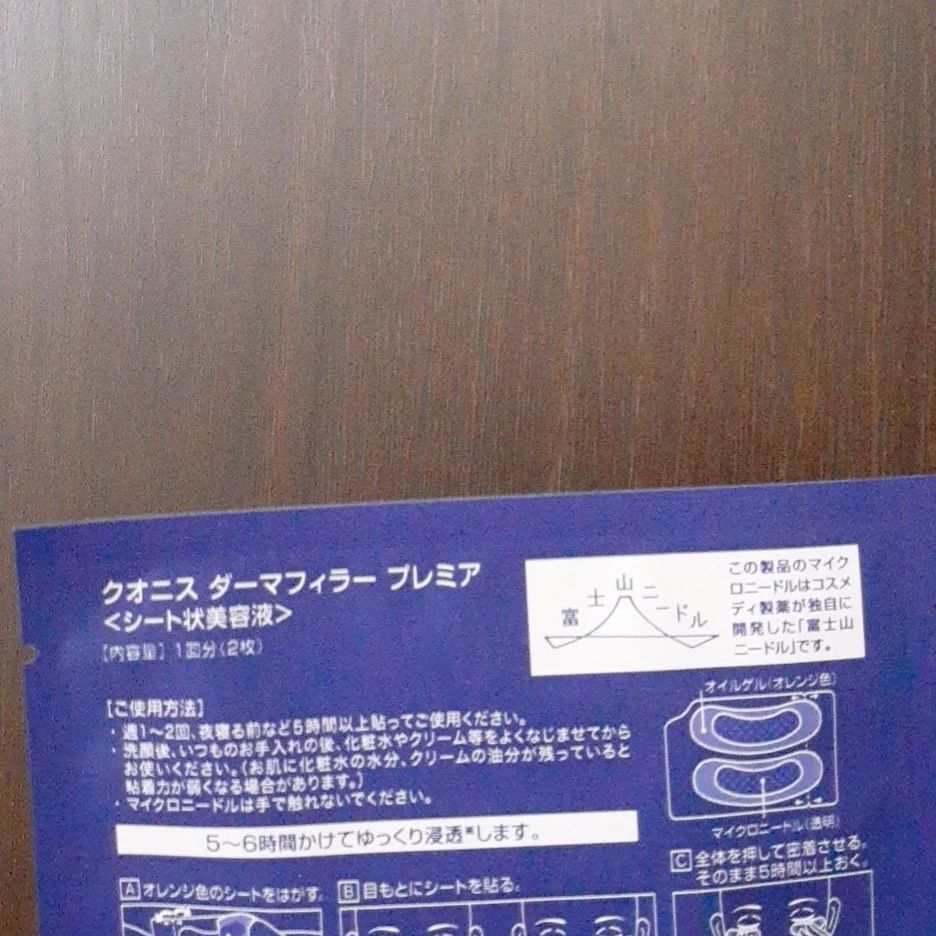 クオニス ダーマフィラー プレミア
<シート状美容液>
[内容量] 1回分(2枚)
富士山ニードル
この製品のマイク
ロニードルはコスメ
ディ製薬が独自に
開発した「富士山
ニードル」です。
【ご使用方法】
・週1〜2回、夜寝る前など5時間以上貼ってご使用ください。
・洗顔後、いつものお手入れの後、化粧水やクリーム等をよくなじませてから
お使いください。(お肌に化粧水の水分、クリームの油分が残っていると
粘着力が弱くなる場合があります。)
・マイクロニードルは手で触れないでください。
オイルゲル(オレンジ色)
マイクロニードル(透明)
5〜6時間かけてゆっくり浸透※します。
A オレンジ色のシートをはがす。
B 目もとにシートを貼る。
C 全体を押して密着させる。
そのまま5時間以上おく。